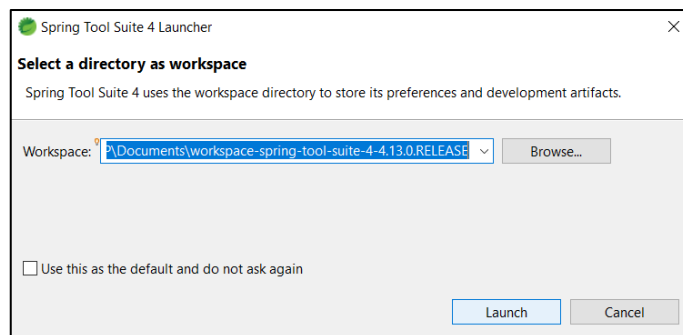 Spring Tool Suite 4 Launcher
Select a directory as workspace
Spring Tool Suite 4 uses the workspace directory to store its preferences and development artifacts.
Workspace: P\Documents\workspace-spring-tool-suite-4-4.13.0.RELEASE Browse...
Use this as the default and do not ask again
Launch Cancel